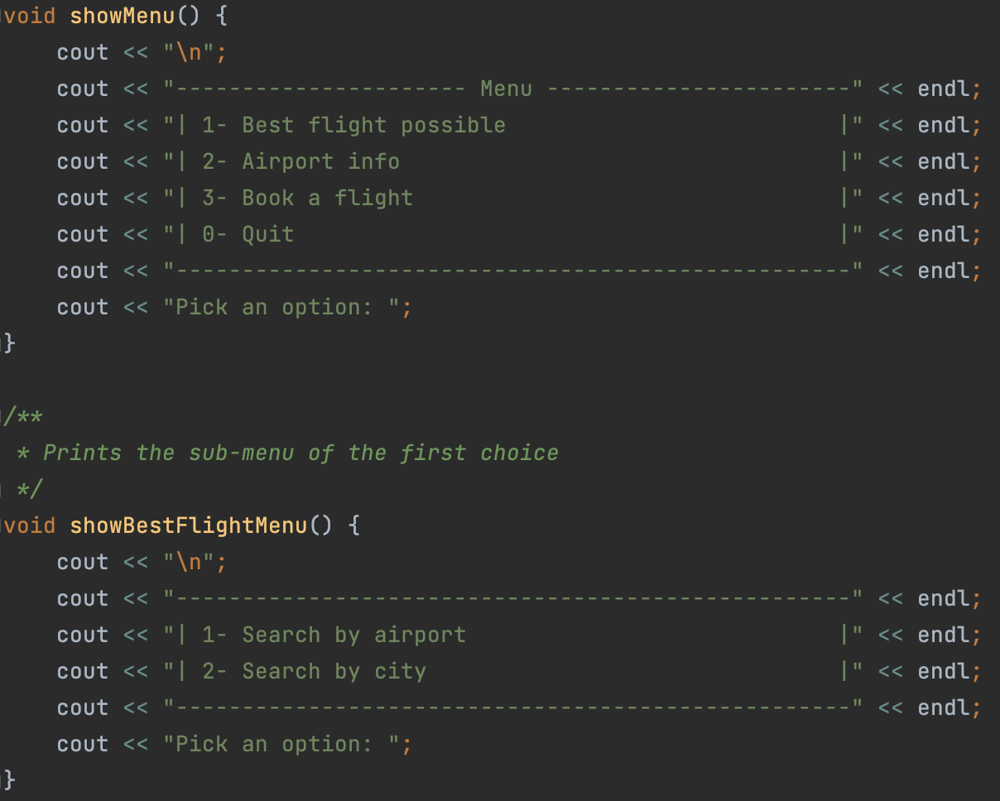 void showMenu() {
    cout << "\n";
    cout << "---------------------- Menu -----------------------" << endl;
    cout << "| 1- Best flight possible                         |" << endl;
    cout << "| 2- Airport info                                 |" << endl;
    cout << "| 3- Book a flight                                |" << endl;
    cout << "| 0- Quit                                         |" << endl;
    cout << "---------------------------------------------------" << endl;
    cout << "Pick an option: ";
}

/**
 * Prints the sub-menu of the first choice
 */
void showBestFlightMenu() {
    cout << "\n";
    cout << "---------------------------------------------------" << endl;
    cout << "| 1- Search by airport                            |" << endl;
    cout << "| 2- Search by city                               |" << endl;
    cout << "---------------------------------------------------" << endl;
    cout << "Pick an option: ";
}